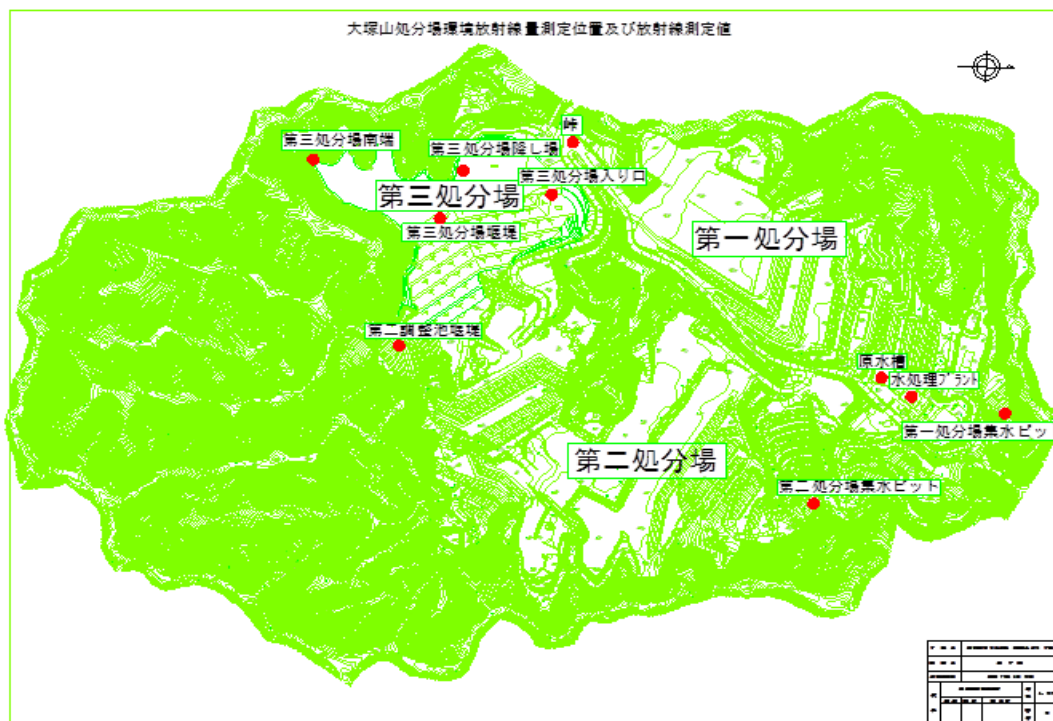 大塚山処分場環境放射線量測定位置及び放射線測定値
峠
第三処分場南端
第三処分場降し場
第三処分場入り口
第三処分場
第三処分場堰堤
第一処分場
第二調整池堰堤
原水槽
水処理プラント
第一処分場集水ピッ
第二処分場
第二処分場集水ピット